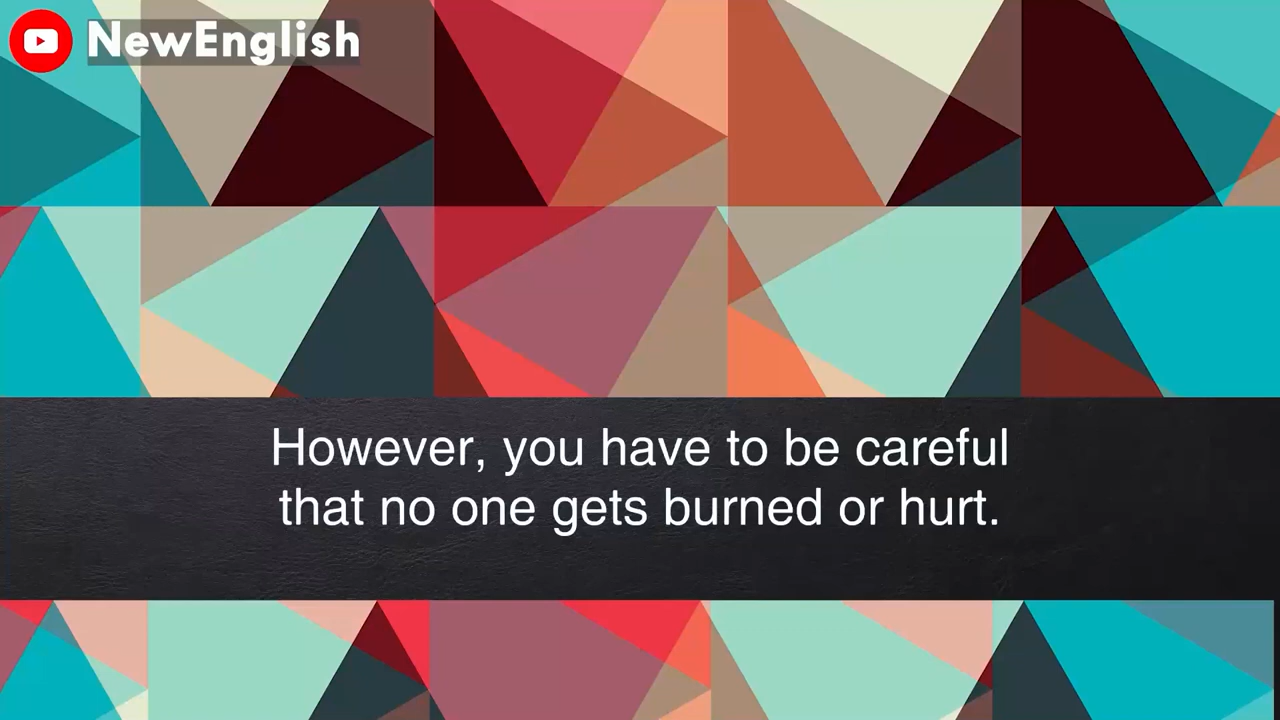 NewEnglish
However, you have to be careful
that no one gets burned or hurt.